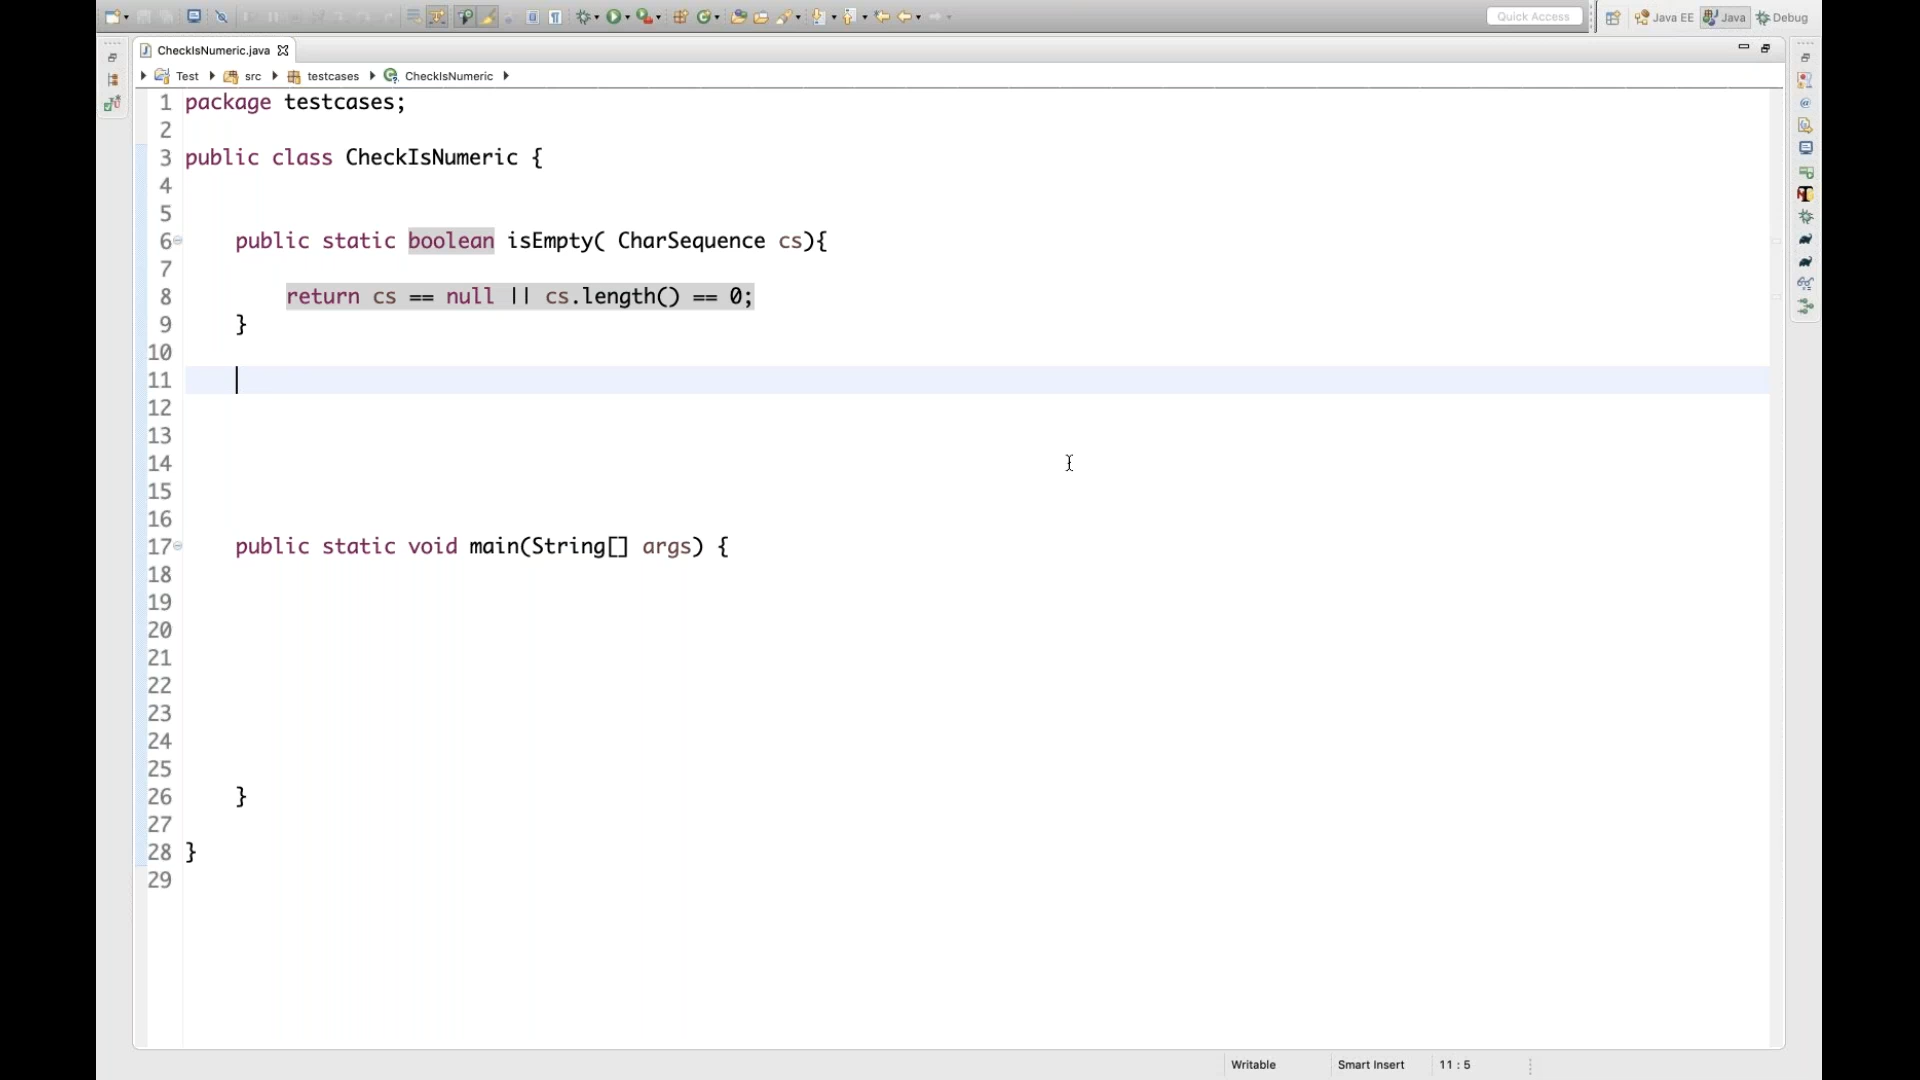 Quick Access
Java EE
Java
Debug
CheckIsNumeric.java
Test
src
testcases
CheckIsNumeric
1 package testcases;
2
3 public class CheckIsNumeric {
4
5
6 public static boolean isEmpty( CharSequence cs){
7
8 return cs == null || cs.length() == 0;
9 }
10
11
12
13
14
15
16
17 public static void main(String[] args) {
18
19
20
21
22
23
24
25
26 }
27
28 }
29
Writable
Smart Insert
11 : 5